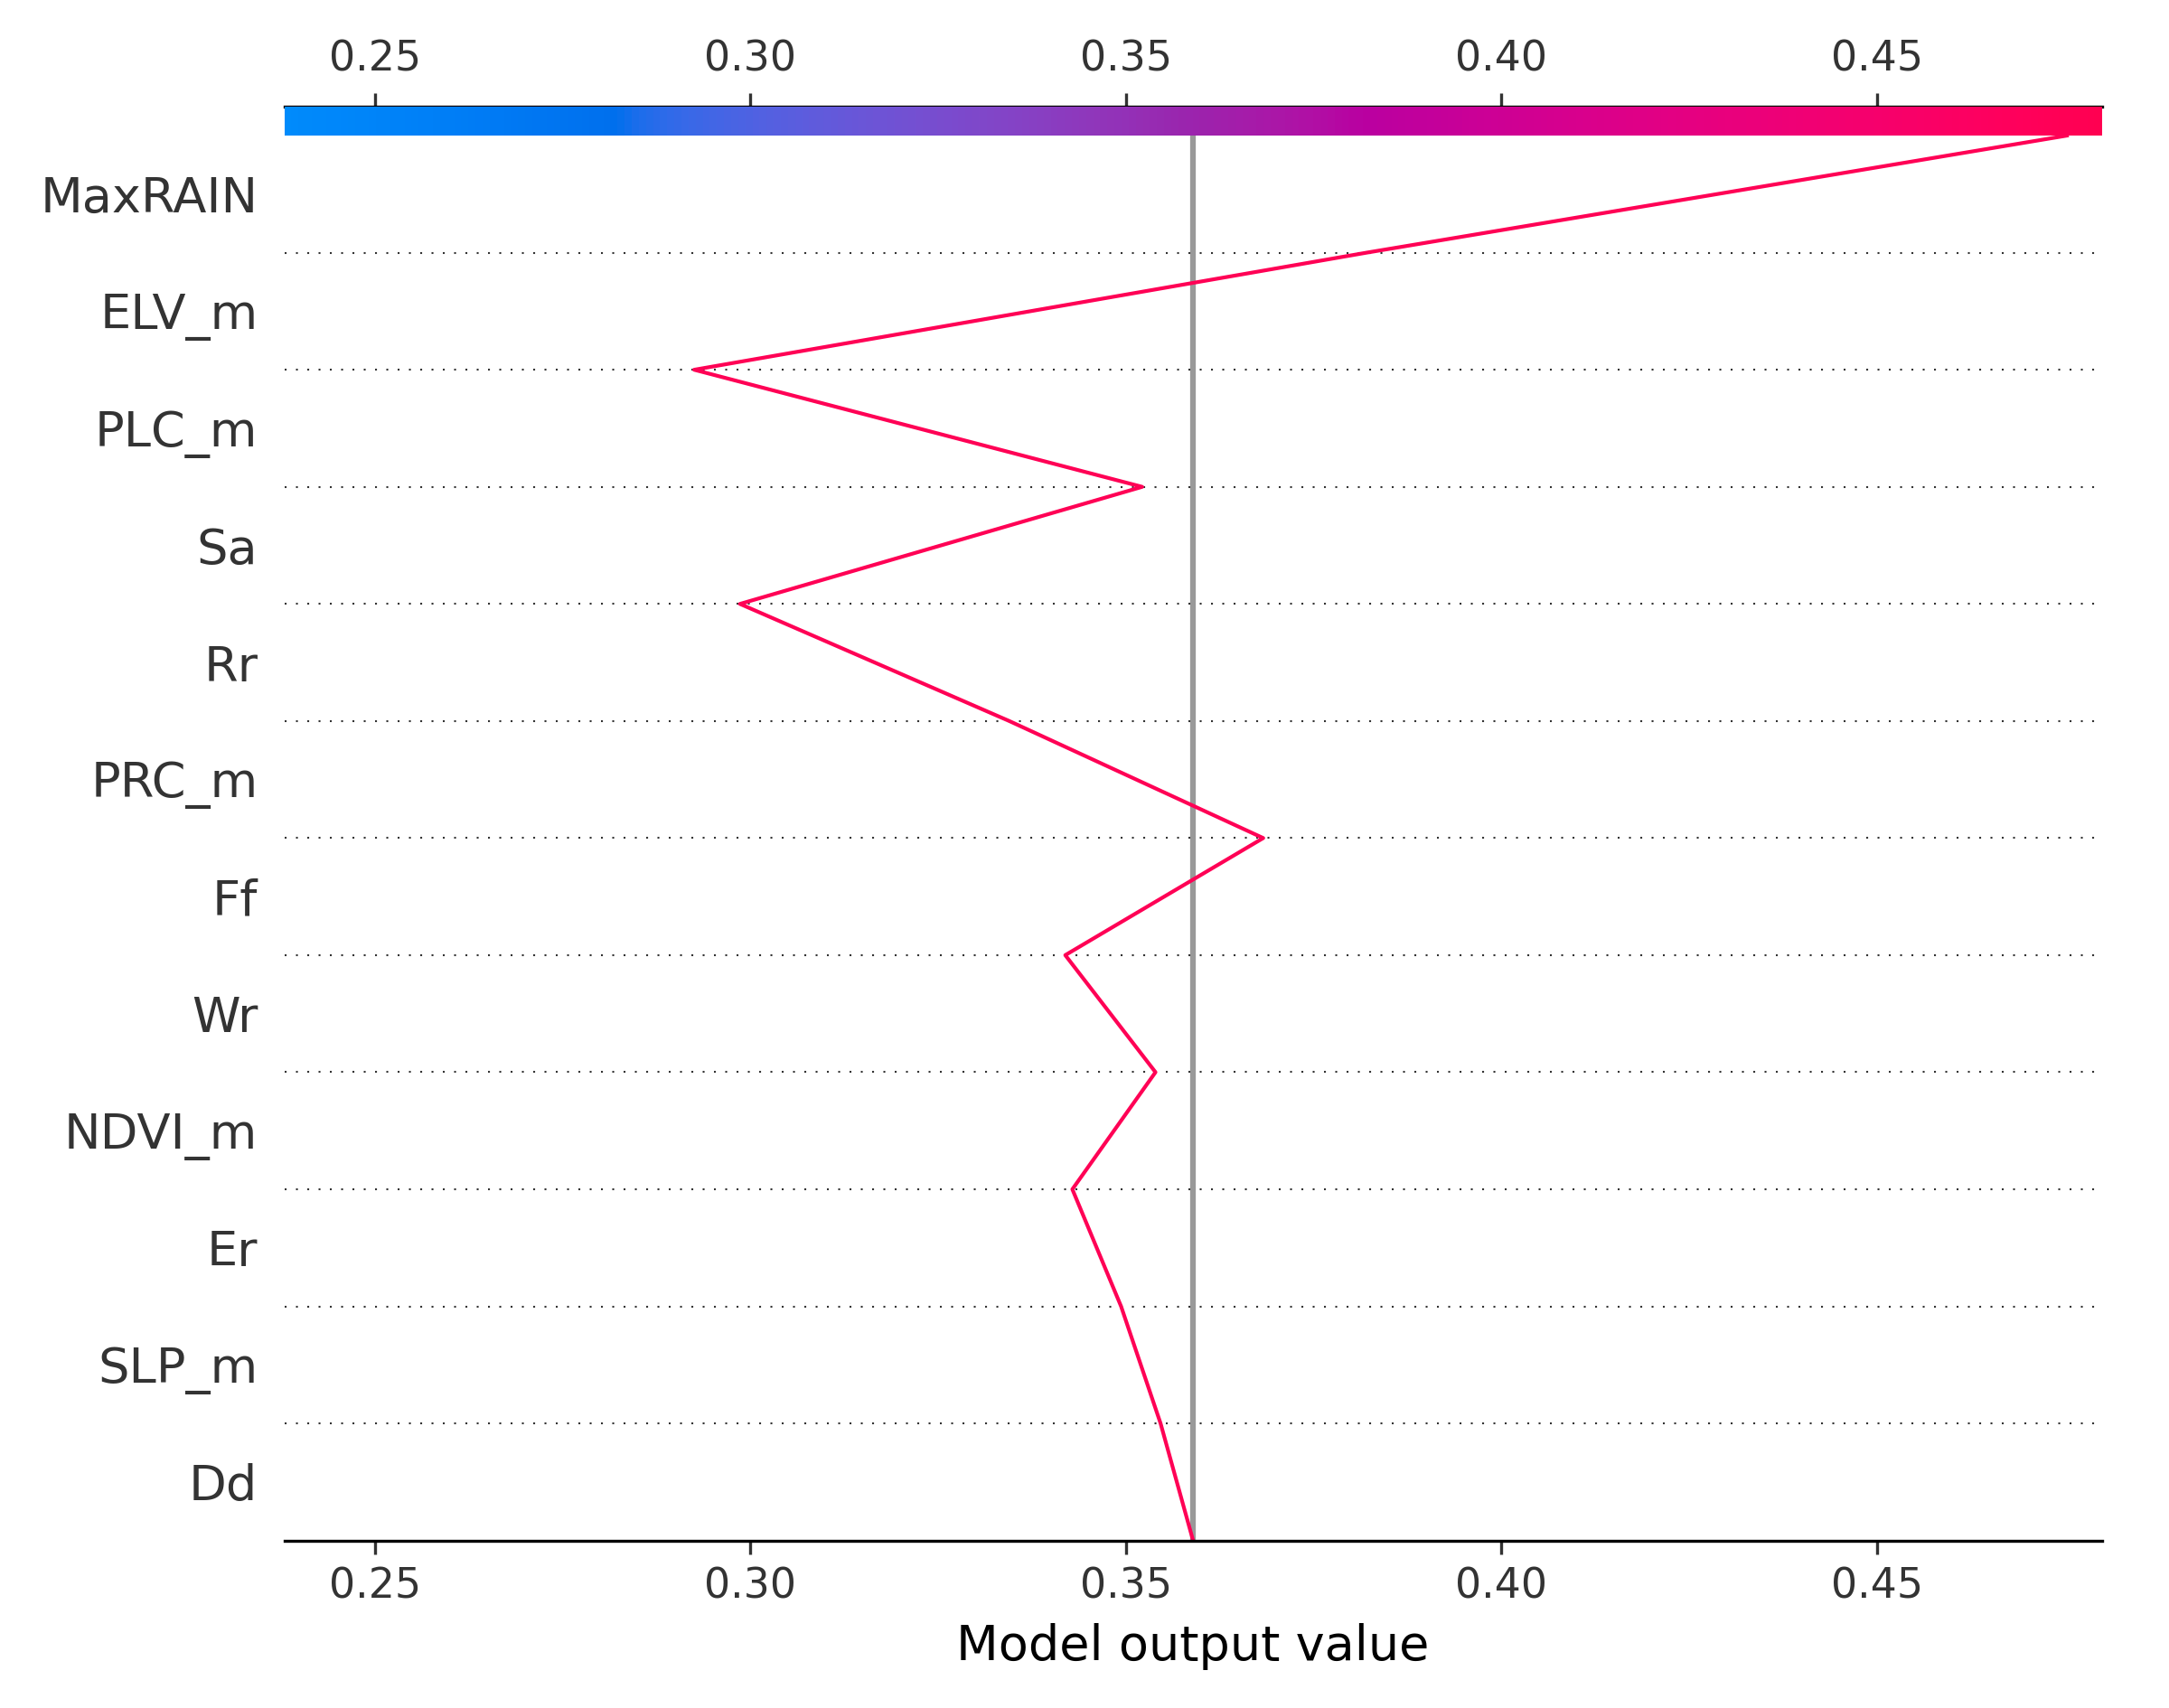 0.25 0.30 0.35 0.40 0.45
MaxRAIN
ELV_m
PLC_m
Sa
Rr
PRC_m
Ff
Wr
NDVI_m
Er
SLP_m
Dd
0.25 0.30 0.35 0.40 0.45
Model output value